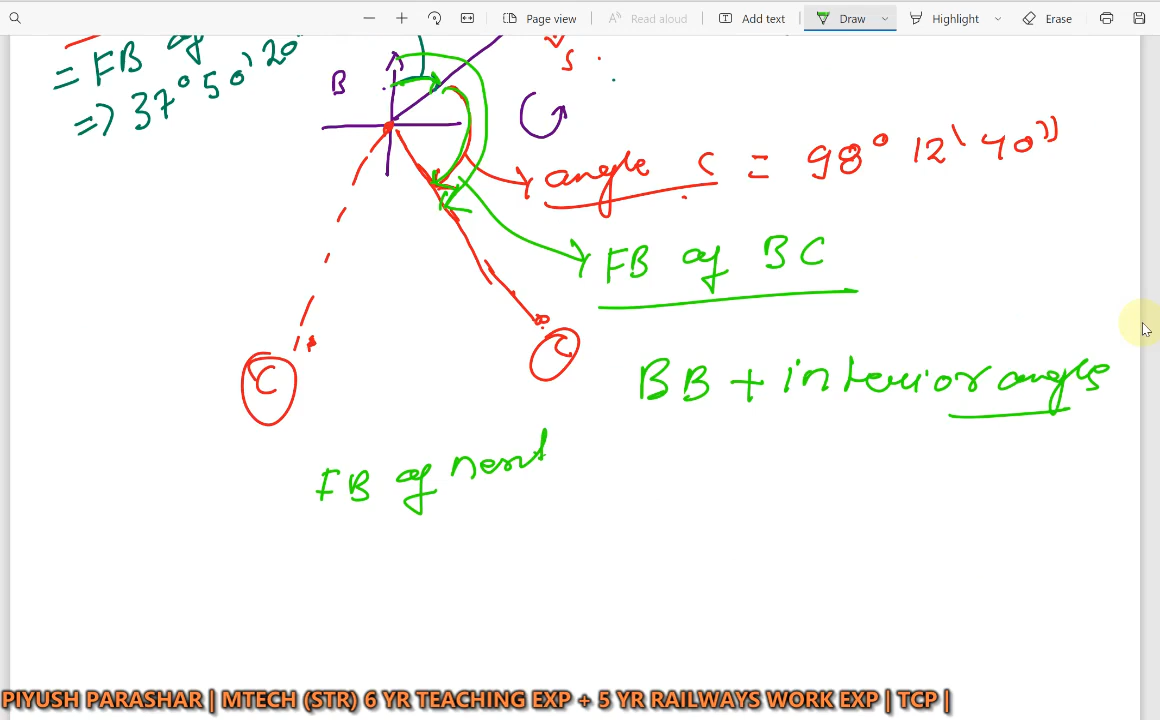 Page view
Read aloud
Add text
Draw
Highlight
Erase
= FB of
=> 37° 50' 20
B
S
angle C = 98° 12' 40"
FB of BC
C
C
BB + interior angle
FB of next
PIYUSH PARASHAR | MTECH (STR) 6 YR TEACHING EXP + 5 YR RAILWAYS WORK EXP | TCP |